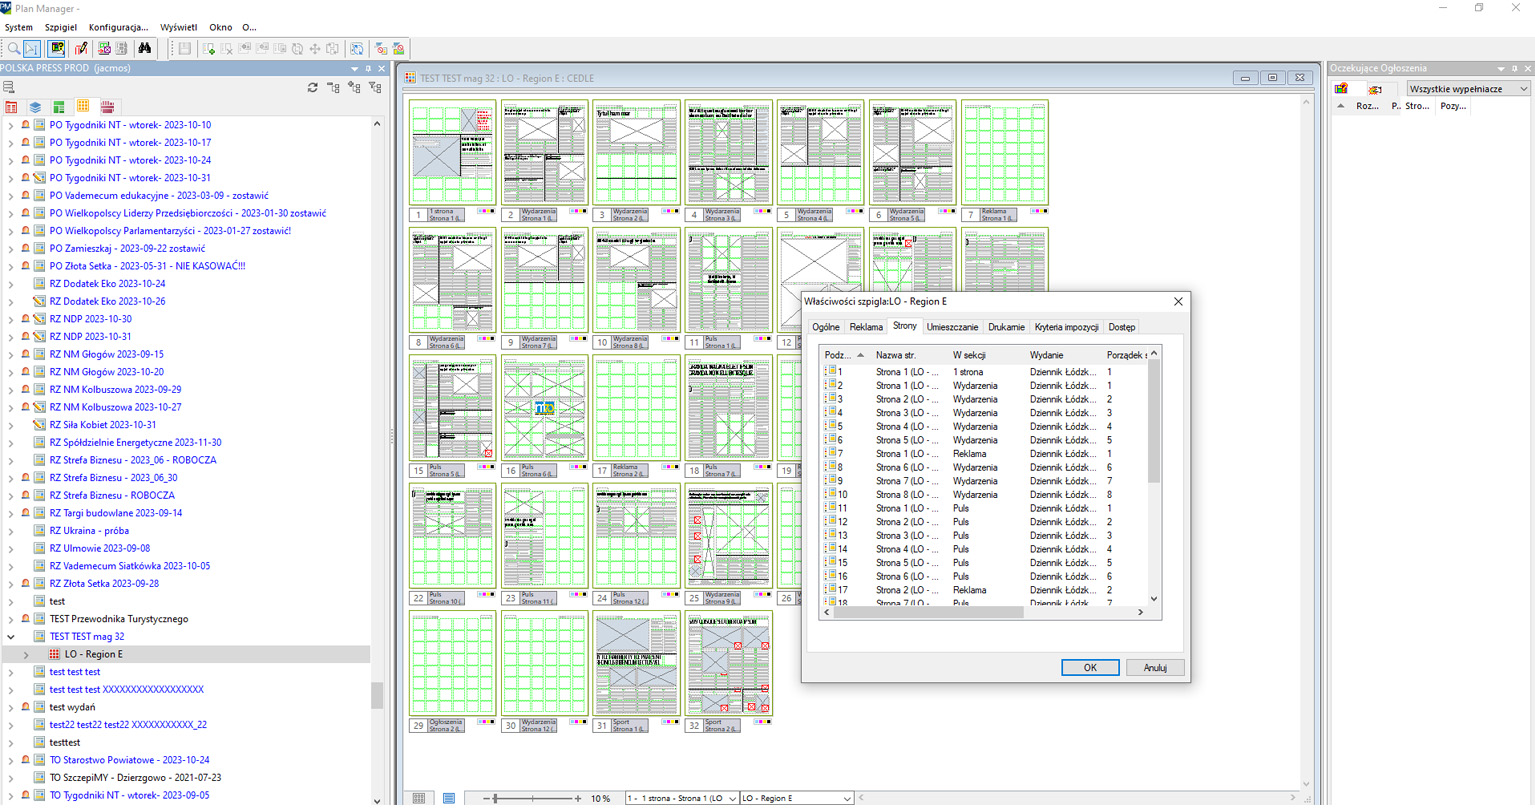 Plan Manager -
System Szpigiel Konfiguracja... Wyświetl Okno O...
POLSKA PRESS PROD (jacmos)
PO Tygodniki NT - wtorek- 2023-10-10
PO Tygodniki NT - wtorek- 2023-10-17
PO Tygodniki NT - wtorek- 2023-10-24
PO Tygodniki NT - wtorek- 2023-10-31
PO Vademecum edukacyjne - 2023-03-09 - zostawić
PO Wielkopolscy Liderzy Przedsiębiorczości - 2023-01-30 zostawić
PO Wielkopolscy Parlamentarzyści - 2023-01-27 zostawić!
PO Zamieszkaj - 2023-09-22 zostawić
PO Złota Setka - 2023-05-31 - NIE KASOWAĆ!!!
RZ Dodatek Eko 2023-10-24
RZ Dodatek Eko 2023-10-26
RZ NDP 2023-10-30
RZ NDP 2023-10-31
RZ NM Głogów 2023-09-15
RZ NM Głogów 2023-10-20
RZ NM Kolbuszowa 2023-09-29
RZ NM Kolbuszowa 2023-10-27
RZ Siła Kobiet 2023-10-31
RZ Spółdzielnie Energetyczne 2023-11-30
RZ Strefa Biznesu - 2023_06 - ROBOCZA
RZ Strefa Biznesu - 2023_06_30
RZ Strefa Biznesu - ROBOCZA
RZ Targi budowlane 2023-09-14
RZ Ukraina - próba
RZ Ulmowie 2023-09-08
RZ Vademecum Siatkówka 2023-10-05
RZ Złota Setka 2023-09-28
test
TEST Przewodnika Turystycznego
TEST TEST mag 32
LO - Region E
test test test
test test test XXXXXXXXXXXXXXXXXX
test wydań
test22 test22 test22 XXXXXXXXXXX_22
testtest
TO Starostwo Powiatowe - 2023-10-24
TO SzczepiMY - Dzierzgowo - 2021-07-23
TO Tygodniki NT - wtorek- 2023-09-05
TEST TEST mag 32 : LO - Region E : CEDLE
1 1 strona Strona 1 (L
2 Wydarzenia Strona 1 (L..
3 Wydarzenia Strona 2 (L..
4 Wydarzenia Strona 3 (L..
5 Wydarzenia Strona 4 (L..
6 Wydarzenia Strona 5 (L..
7 Reklama Strona 1 (L..
8 Wydarzenia Strona 6 (L..
9 Wydarzenia Strona 7 (L..
10 Wydarzenia Strona 8 (L..
11 Puls Strona 1 (L..
12
15 Puls Strona 5 (L..
16 Puls Strona 6 (L..
17 Reklama Strona 2 (L..
18 Puls Strona 7 (L..
19
22 Puls Strona 10 (..
23 Puls Strona 11 (..
24 Puls Strona 12 (..
25 Wydarzenia Strona 9 (L..
26
29 Ogłoszenia Strona 2 (L..
30 Wydarzenia Strona 12 (..
31 Sport Strona 1 (L..
32 Sport Strona 2 (L..
10 %
1 - 1 strona - Strona 1 (LO
LO - Region E
Właściwości szpigla:LO - Region E
Ogólne Reklama Strony Umieszczanie Drukarnie Kryteria impozycji Dostęp
Podz... Nazwa str. W sekcji Wydanie Porządek s
1 Strona 1 (LO - ... 1 strona Dziennik Łódzk... 1
2 Strona 1 (LO - ... Wydarzenia Dziennik Łódzk... 1
3 Strona 2 (LO - ... Wydarzenia Dziennik Łódzk... 2
4 Strona 3 (LO - ... Wydarzenia Dziennik Łódzk... 3
5 Strona 4 (LO - ... Wydarzenia Dziennik Łódzk... 4
6 Strona 5 (LO - ... Wydarzenia Dziennik Łódzk... 5
7 Strona 1 (LO - ... Reklama Dziennik Łódzk... 1
8 Strona 6 (LO - ... Wydarzenia Dziennik Łódzk... 6
9 Strona 7 (LO - ... Wydarzenia Dziennik Łódzk... 7
10 Strona 8 (LO - ... Wydarzenia Dziennik Łódzk... 8
11 Strona 1 (LO - ... Puls Dziennik Łódzk... 1
12 Strona 2 (LO - ... Puls Dziennik Łódzk... 2
13 Strona 3 (LO - ... Puls Dziennik Łódzk... 3
14 Strona 4 (LO - ... Puls Dziennik Łódzk... 4
15 Strona 5 (LO - ... Puls Dziennik Łódzk... 5
16 Strona 6 (LO - ... Puls Dziennik Łódzk... 6
17 Strona 2 (LO - ... Reklama Dziennik Łódzk... 2
18 Strona 7 (LO - ... Puls Dziennik Łódzk... 7
OK Anuluj
Oczekujące Ogłoszenia
Wszystkie wypełniacze
Roz... P.. Stro... Pozy...